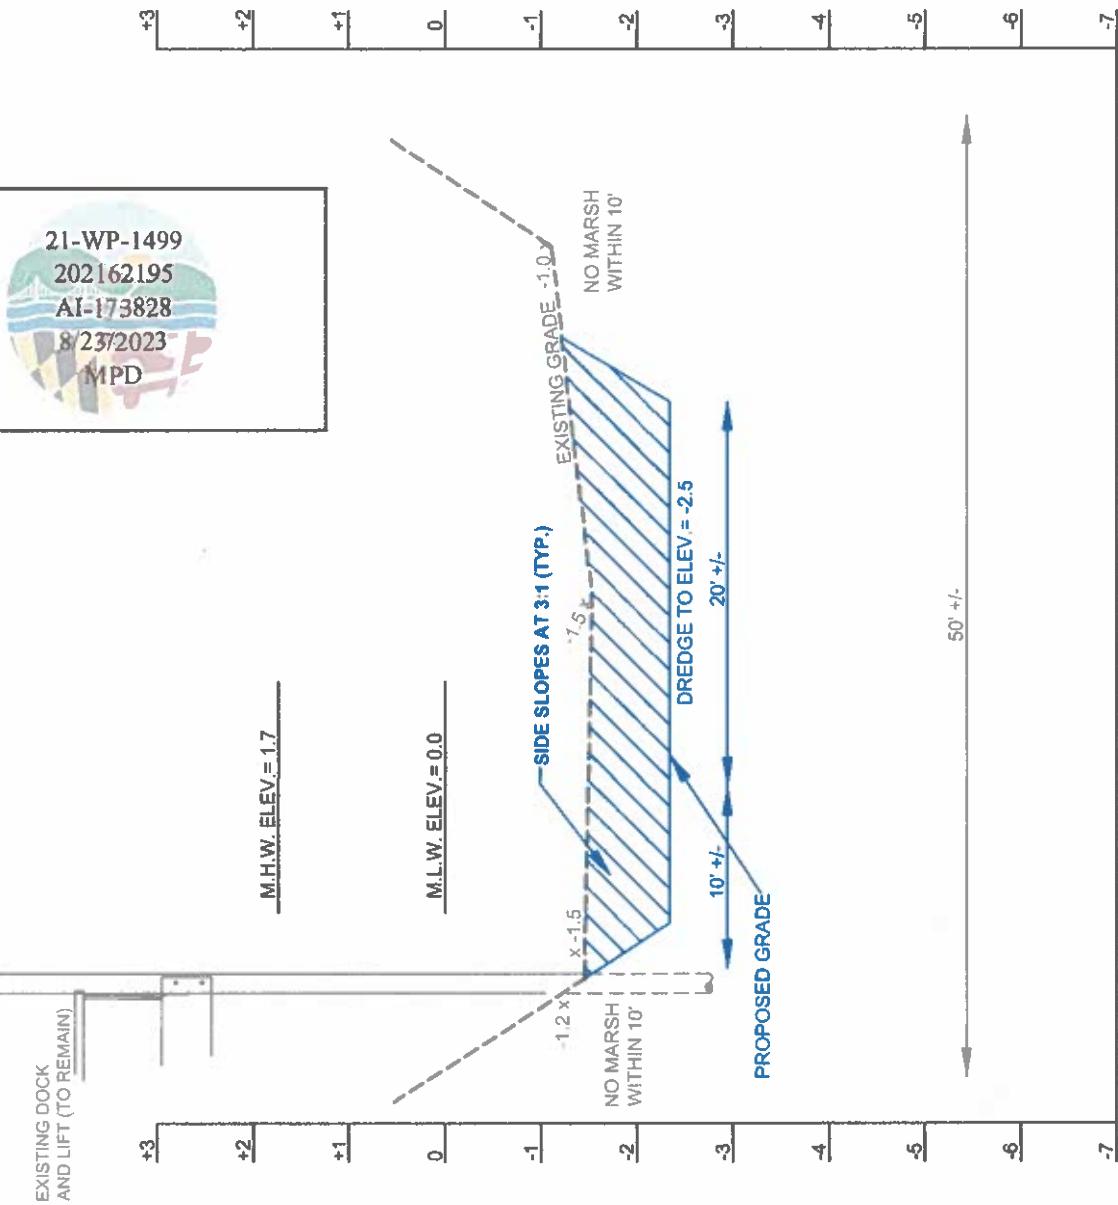 21-WP-1499
202162195
AI-173828
8/23/2023
MPD
EXISTING DOCK
AND LIFT (TO REMAIN)
+3
+2
+1
0
-1
-2
-3
-4
-5
-6
-7
+3
+2
+1
0
-1
-2
-3
-4
-5
-6
-7
M.H.W. ELEV.= 1.7
M.L.W. ELEV.= 0.0
SIDE SLOPES AT 3:1 (TYP.)
EXISTING GRADE
-1.0 x
-1.5 x
x -1.5
-1.2 x
NO MARSH
WITHIN 10'
NO MARSH
WITHIN 10'
DREDGE TO ELEV.= -2.5
10' +/-
20' +/-
PROPOSED GRADE
50' +/-